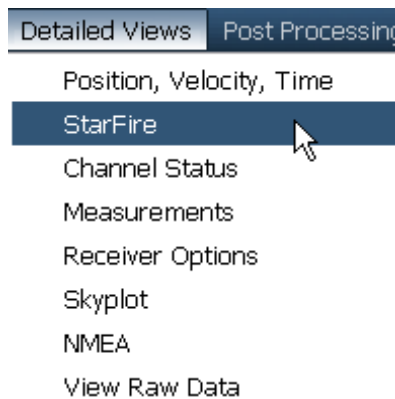 Detailed Views Post Processing
Position, Velocity, Time
StarFire
Channel Status
Measurements
Receiver Options
Skyplot
NMEA
View Raw Data